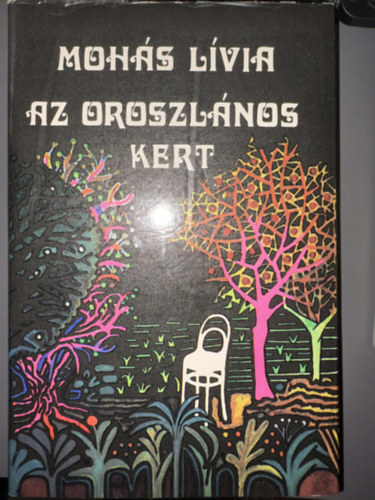 MOHÁS LÍVIA
AZ OROSZLÁNOS
KERT